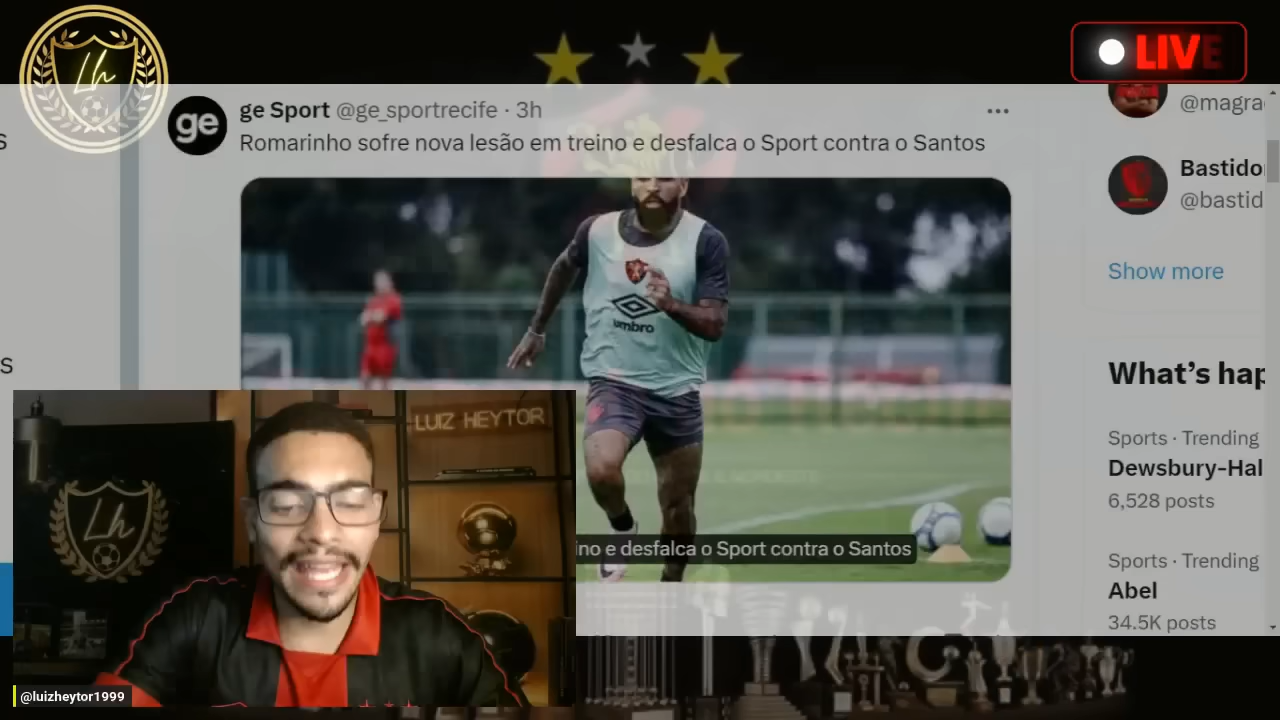 Lh
LIVE
ge
ge Sport @ge_sportrecife · 3h
Romarinho sofre nova lesão em treino e desfalca o Sport contra o Santos
@magra
Bastido
@bastid
Show more
umbro
What's hap
Sports · Trending
Dewsbury-Hal
6,528 posts
Sports · Trending
Abel
34.5K posts
ino e desfalca o Sport contra o Santos
S
S
LUIZ HEYTOR
Lh
@luizheytor1999